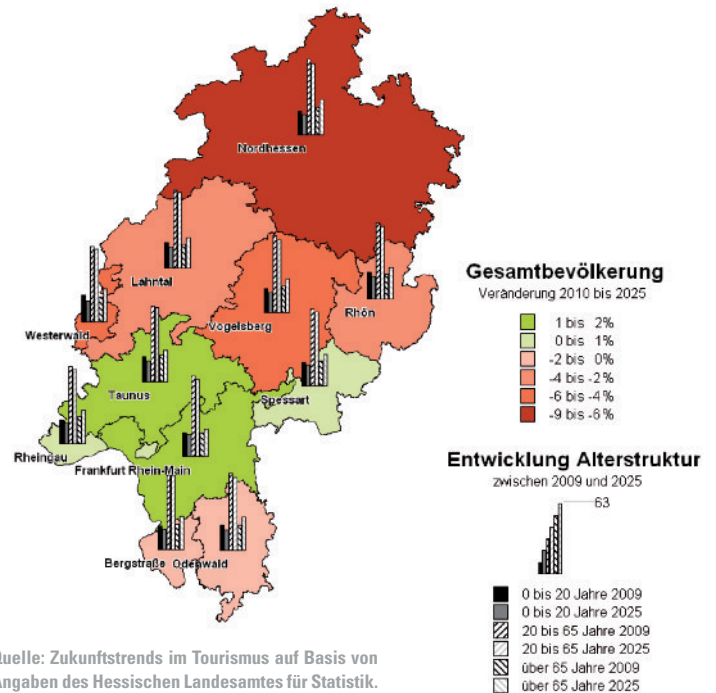 Nordhessen
Lahntal
Rhön
Westerwald
Vogelsberg
Taunus
Spessart
Rheingau
Frankfurt Rhein-Main
Bergstraße Odenwald
Gesamtbevölkerung
Veränderung 2010 bis 2025
1 bis 2%
0 bis 1%
-2 bis 0%
-4 bis -2%
-6 bis -4%
-9 bis -6%
Entwicklung Alterstruktur
zwischen 2009 und 2025
63
0 bis 20 Jahre 2009
0 bis 20 Jahre 2025
20 bis 65 Jahre 2009
20 bis 65 Jahre 2025
über 65 Jahre 2009
über 65 Jahre 2025
Quelle: Zukunftstrends im Tourismus auf Basis von
Angaben des Hessischen Landesamtes für Statistik.